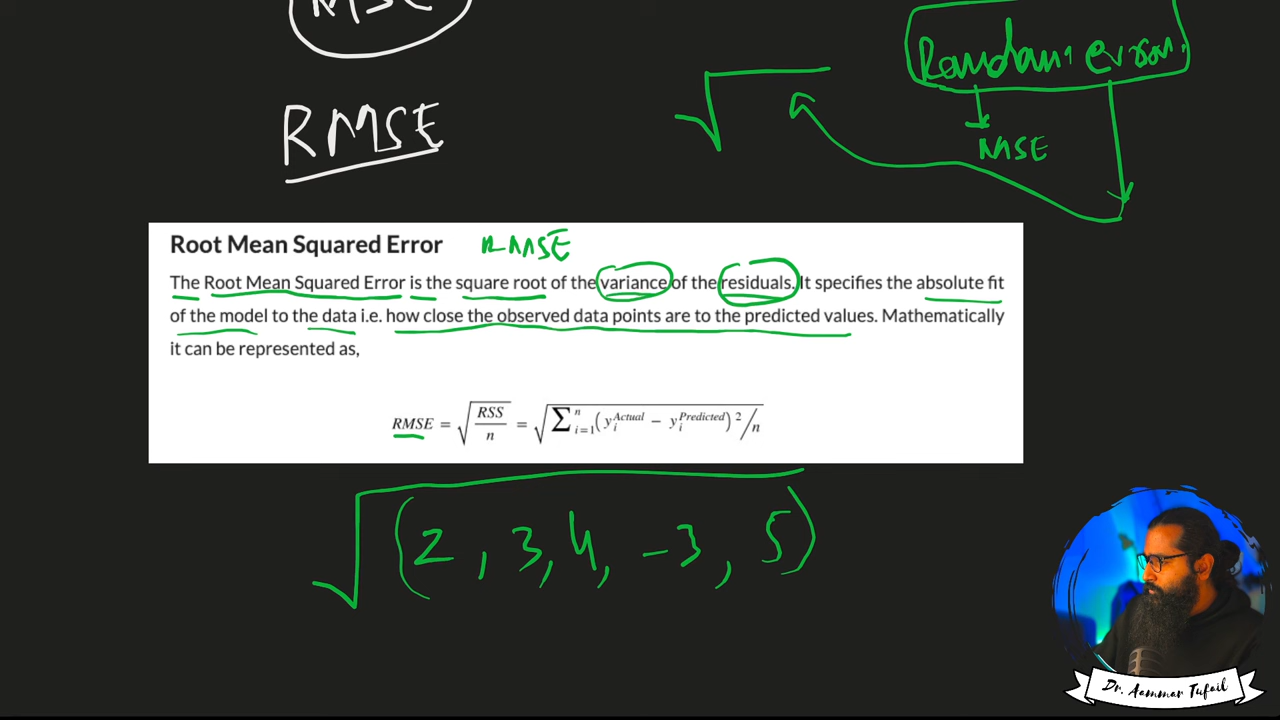 MSE
Random error.
MSE
RMSE
Root Mean Squared Error RMSE
The Root Mean Squared Error is the square root of the variance of the residuals. It specifies the absolute fit
of the model to the data i.e. how close the observed data points are to the predicted values. Mathematically
it can be represented as,
RMSE = √(RSS/n) = √(∑ⁿᵢ₌₁(yᵢ^Actual − yᵢ^Predicted)²/n)
√(2, 3, 4, -3, 5)
Dr. Aammar Tufail